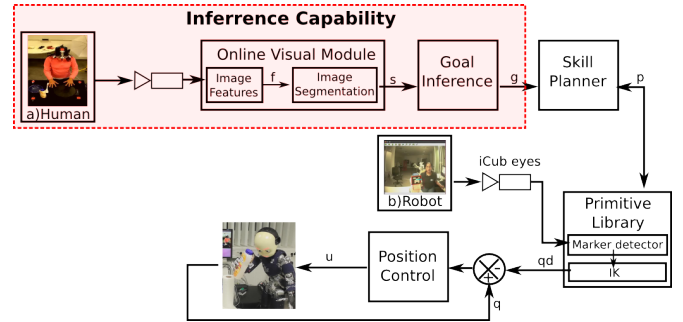 Inferrence Capability
a)Human
Online Visual Module
Image
Features
f
Image
Segmentation
s
Goal
Inference
g
Skill
Planner
p
iCub eyes
b)Robot
Primitive
Library
Marker detector
IK
qd
-
+
q
Position
Control
u